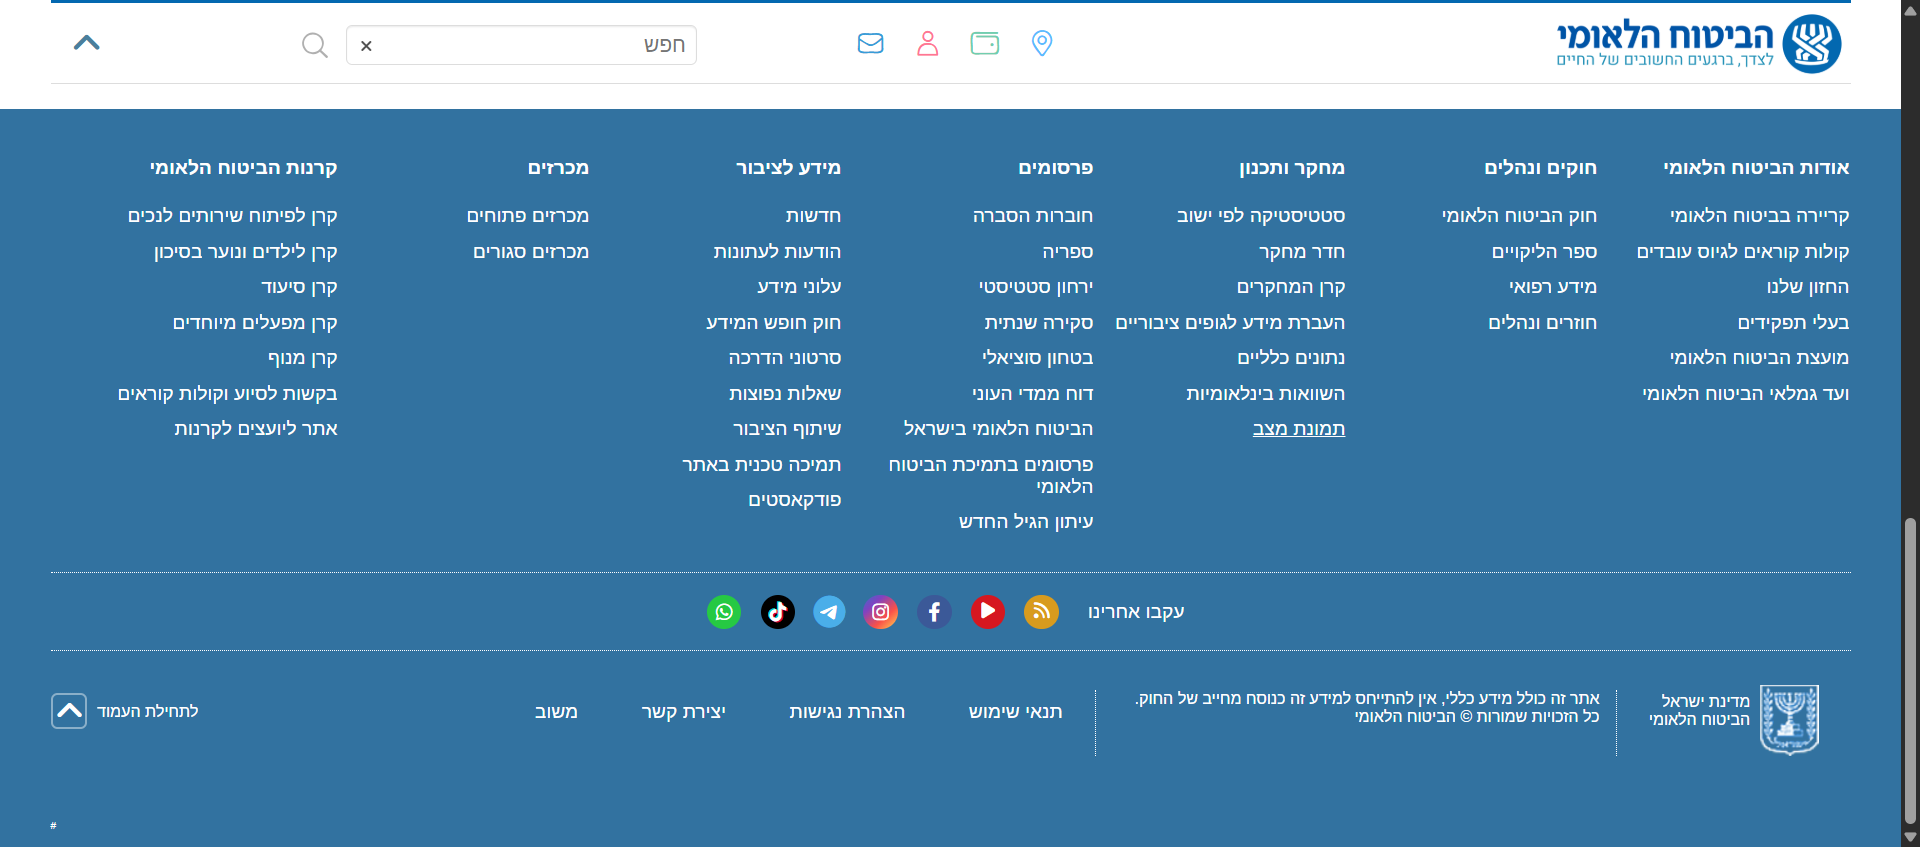 הביטוח הלאומי
לצדך, ברגעים החשובים של החיים
חפש
אודות הביטוח הלאומי
קריירה בביטוח הלאומי
קולות קוראים לגיוס עובדים
החזון שלנו
בעלי תפקידים
מועצת הביטוח הלאומי
ועד גמלאי הביטוח הלאומי
חוקים ונהלים
חוק הביטוח הלאומי
ספר הליקויים
מידע רפואי
חוזרים ונהלים
מחקר ותכנון
סטטיסטיקה לפי ישוב
חדר מחקר
קרן המחקרים
העברת מידע לגופים ציבוריים
נתונים כלליים
השוואות בינלאומיות
תמונת מצב
פרסומים
חוברות הסברה
ספריה
ירחון סטטיסטי
סקירה שנתית
בטחון סוציאלי
דוח ממדי העוני
הביטוח הלאומי בישראל
פרסומים בתמיכת הביטוח
הלאומי
עיתון הגיל החדש
מידע לציבור
חדשות
הודעות לעתונות
עלוני מידע
חוק חופש המידע
סרטוני הדרכה
שאלות נפוצות
שיתוף הציבור
תמיכה טכנית באתר
פודקאסטים
מכרזים
מכרזים פתוחים
מכרזים סגורים
קרנות הביטוח הלאומי
קרן לפיתוח שירותים לנכים
קרן לילדים ונוער בסיכון
קרן סיעוד
קרן מפעלים מיוחדים
קרן מנוף
בקשות לסיוע וקולות קוראים
אתר ליועצים לקרנות
עקבו אחרינו
מדינת ישראל
הביטוח הלאומי
אתר זה כולל מידע כללי, אין להתייחס למידע זה כנוסח מחייב של החוק.
כל הזכויות שמורות © הביטוח הלאומי
תנאי שימוש
הצהרת נגישות
יצירת קשר
משוב
לתחילת העמוד
#